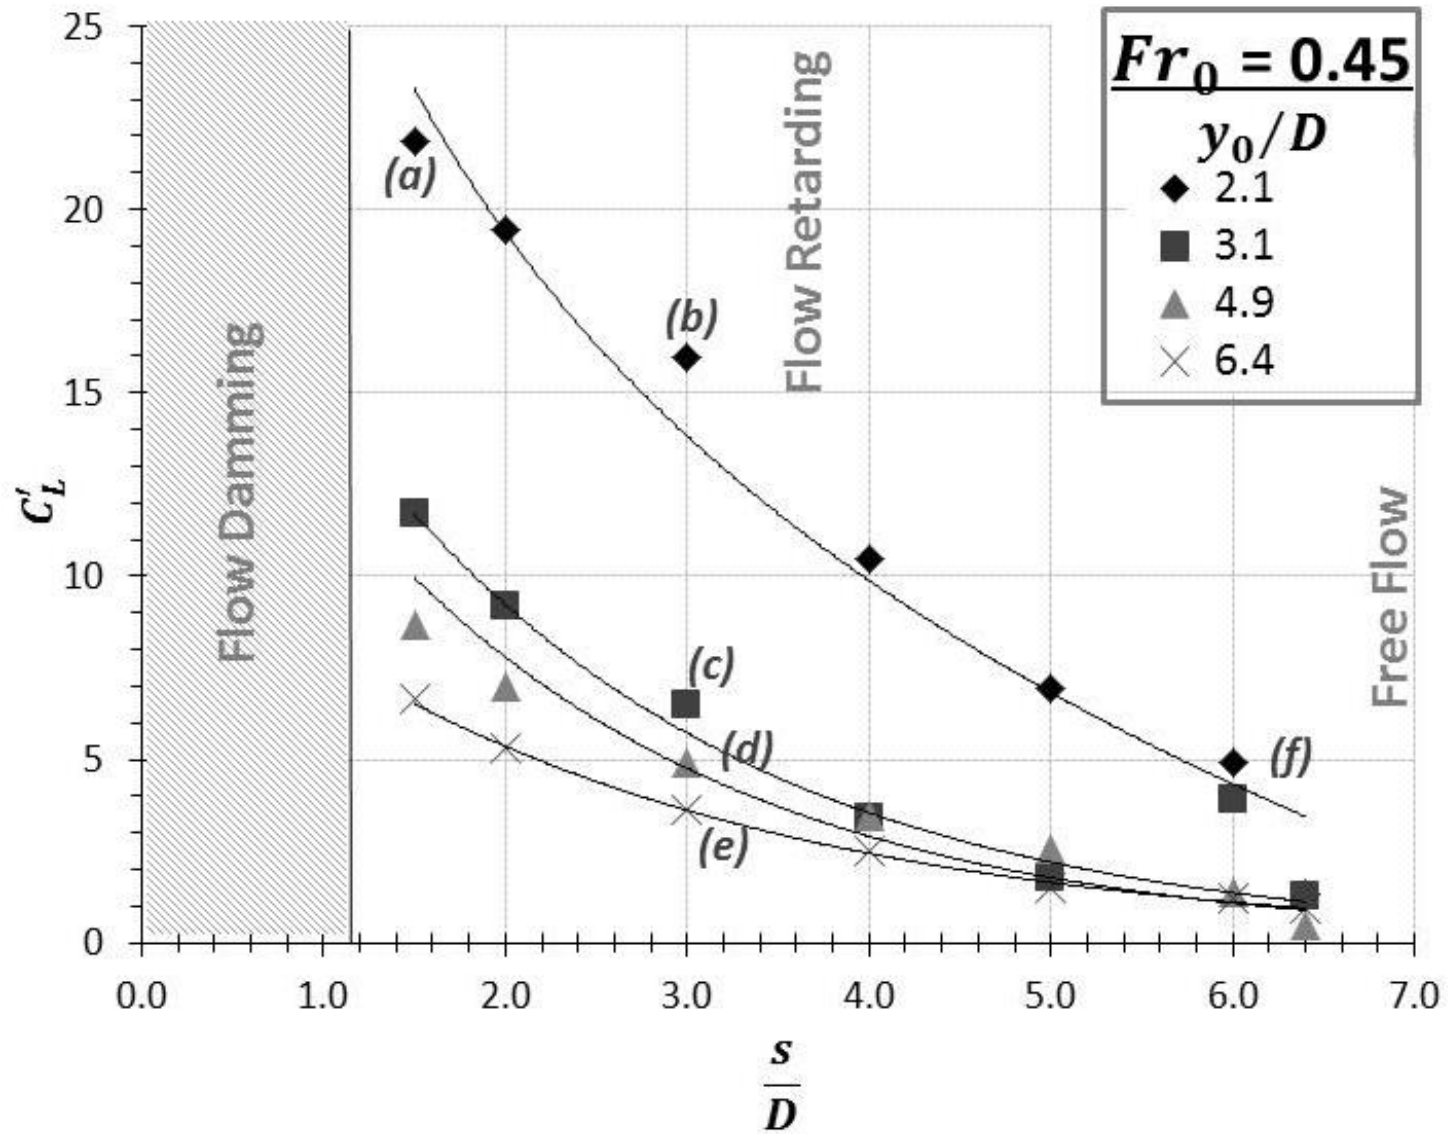 25
20
15
10
5
0
C'_L
0.0 1.0 2.0 3.0 4.0 5.0 6.0 7.0
s
D
Flow Damming
Flow Retarding
Free Flow
(a)
(b)
(c)
(d)
(e)
(f)
Fr₀ = 0.45
y₀/D
2.1
3.1
4.9
6.4